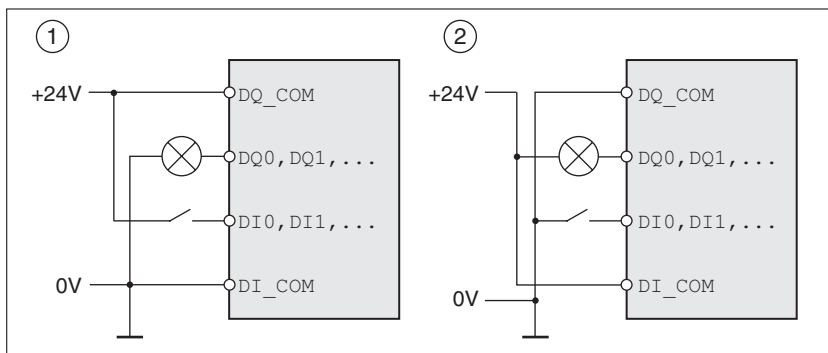 1
+24V
DQ_COM
DQ0,DQ1,...
DI0,DI1,...
0V
DI_COM
2
+24V
DQ_COM
DQ0,DQ1,...
DI0,DI1,...
DI_COM
0V